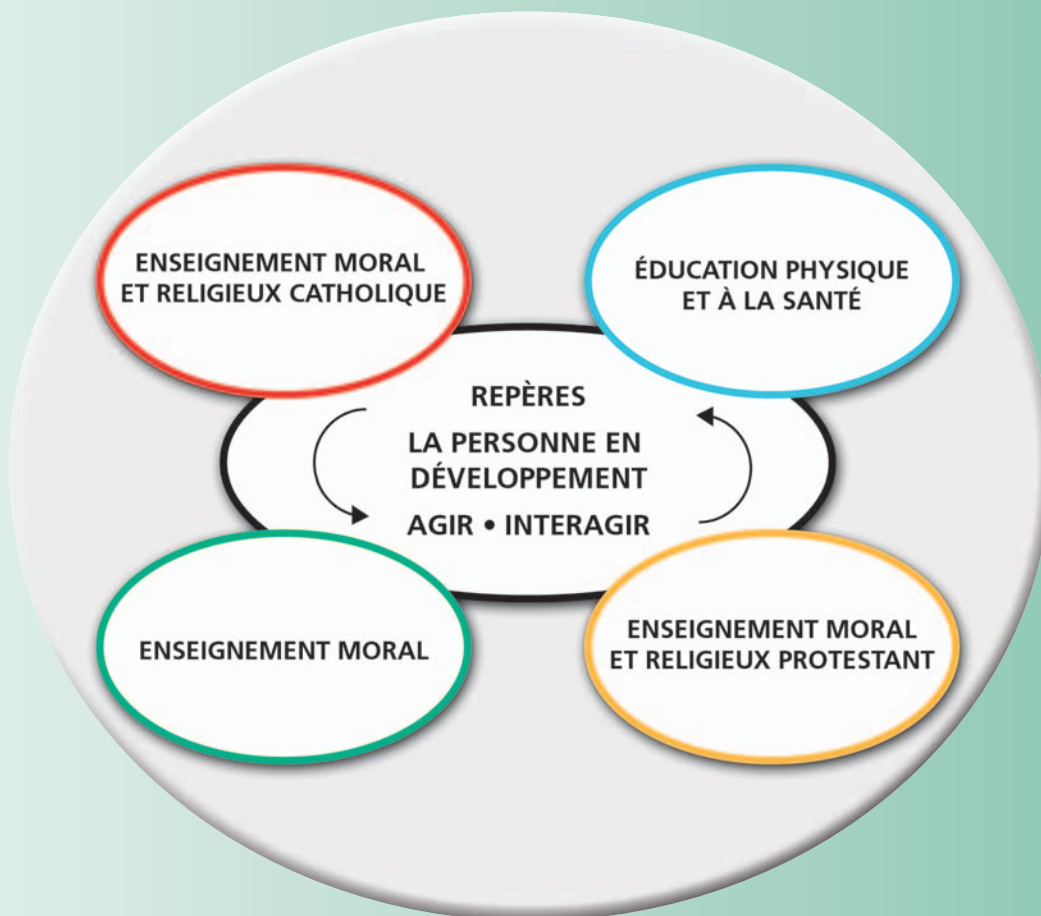 ENSEIGNEMENT MORAL
ET RELIGIEUX CATHOLIQUE
ÉDUCATION PHYSIQUE
ET À LA SANTÉ
REPÈRES
LA PERSONNE EN
DÉVELOPPEMENT
AGIR • INTERAGIR
ENSEIGNEMENT MORAL
ENSEIGNEMENT MORAL
ET RELIGIEUX PROTESTANT